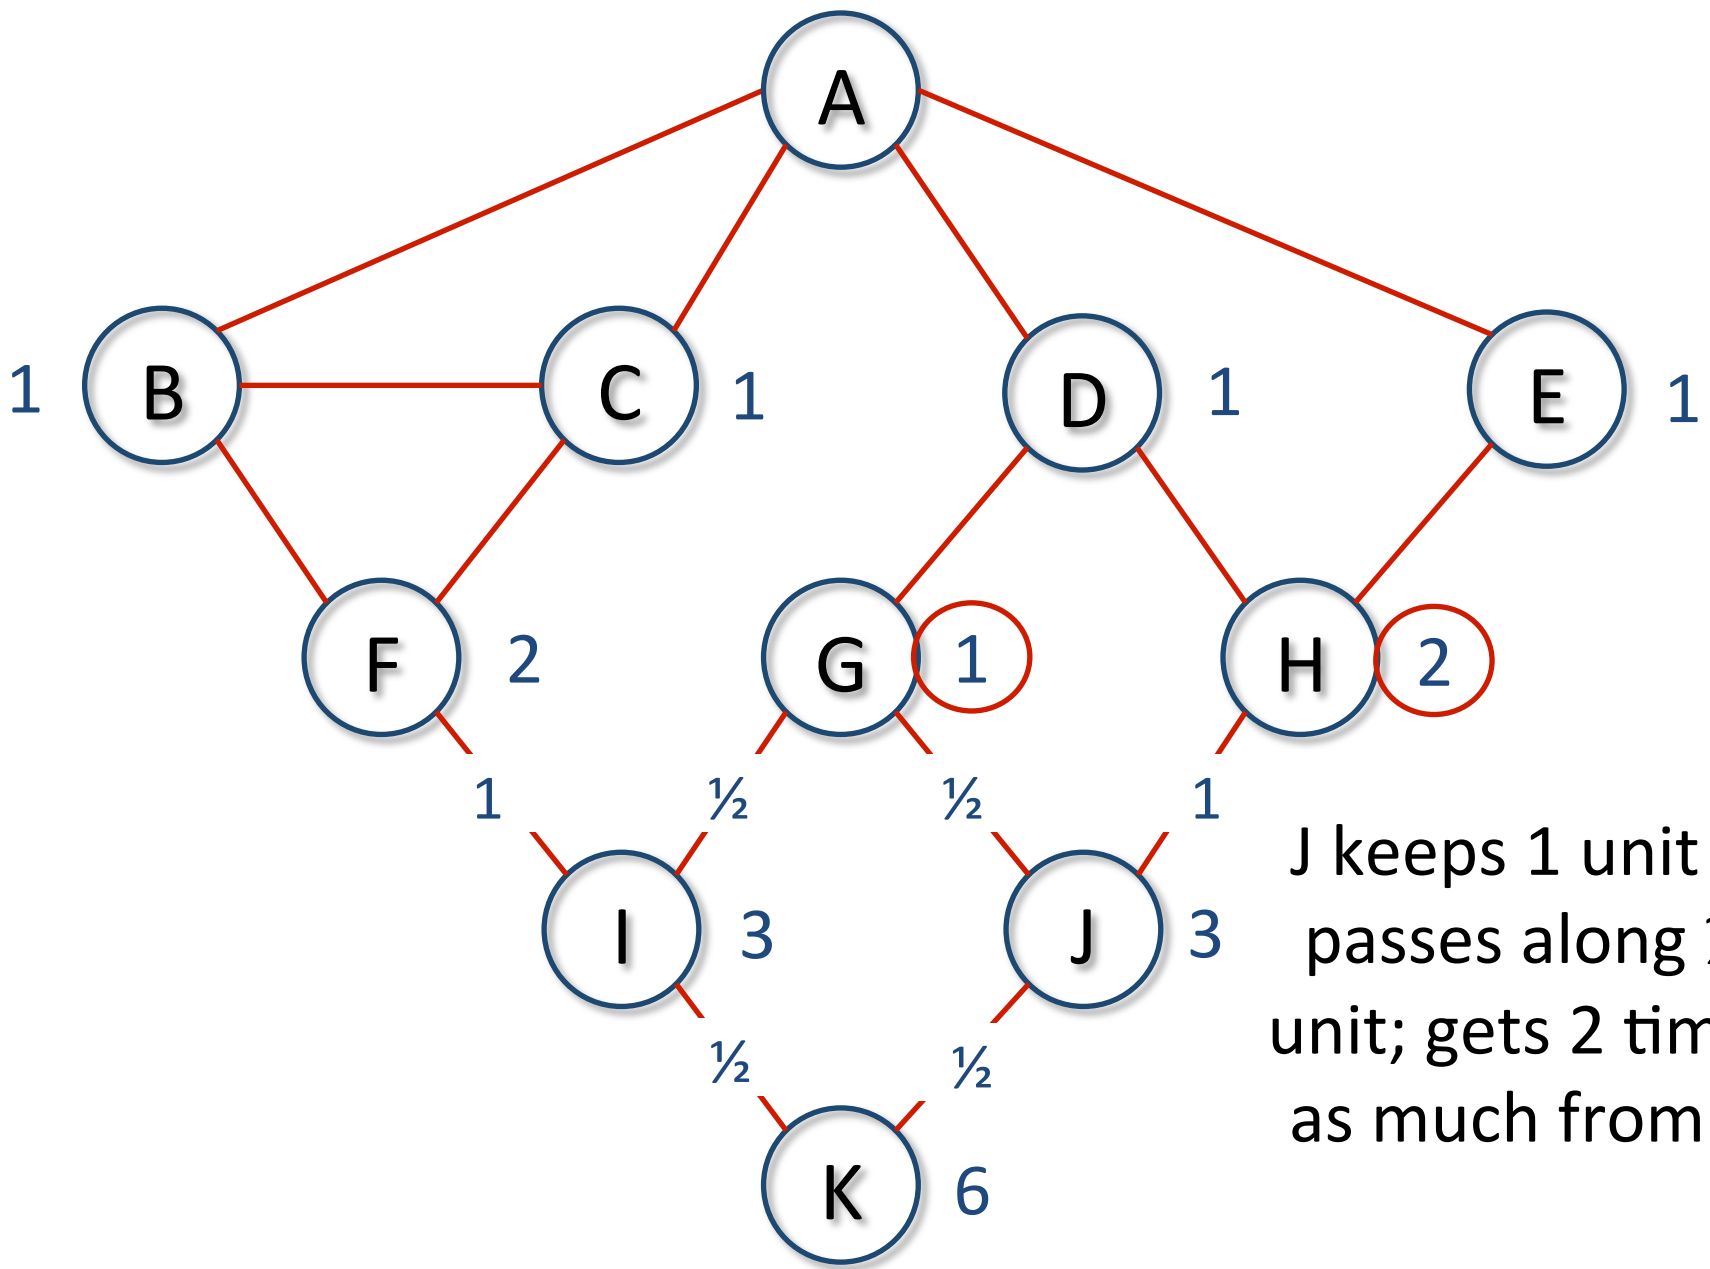 A
1 B C 1 D 1 E 1
F 2 G 1 H 2
1 ½ ½ 1
J keeps 1 unit
I 3 J 3
passes along
unit; gets 2
½ ½
as much from
K 6